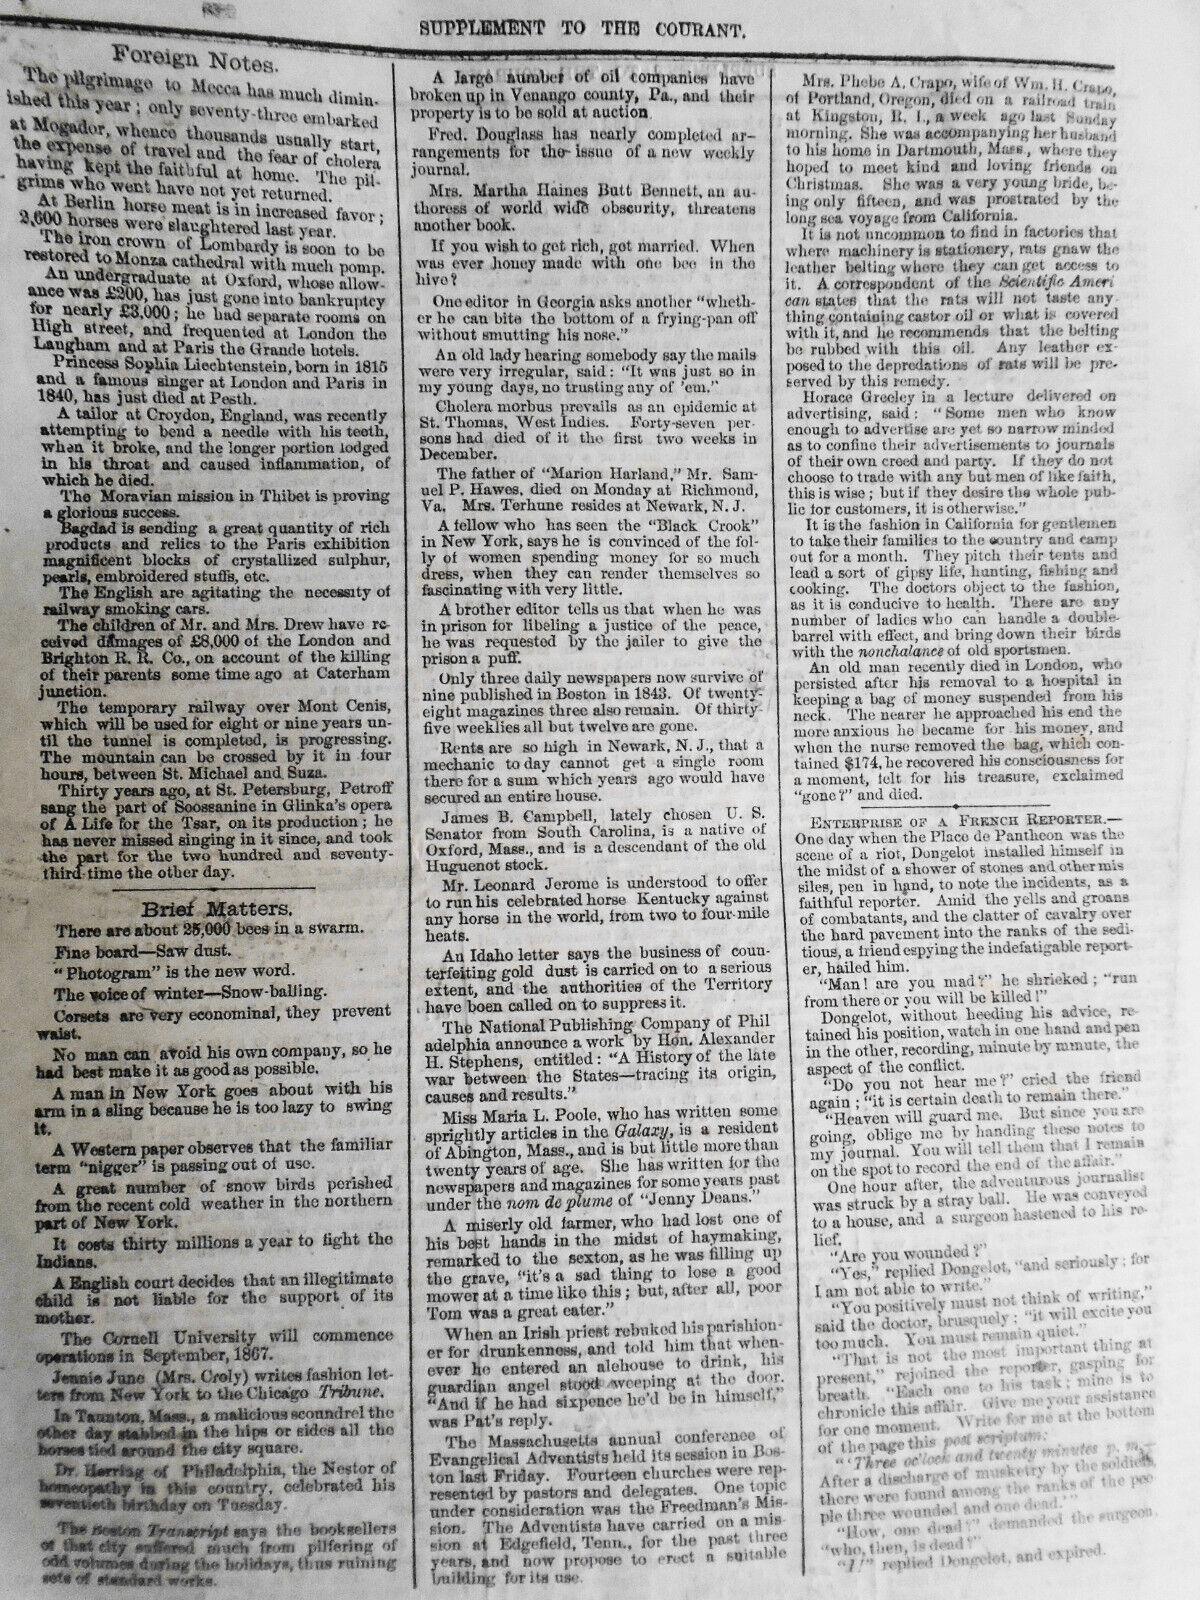 SUPPLEMENT TO THE COURANT.
Foreign Notes.
The pilgrimage to Mecca has much dimin-
ished this year; only seventy-three embarked
at Mogador, whence thousands usually start,
the expense of travel and the fear of cholera
having kept the faithful at home. The pil-
grims who went have not yet returned.
At Berlin horse meat is in increased favor;
2,600 horses were slaughtered last year.
The iron crown of Lombardy is soon to be
restored to Monza cathedral with much pomp.
An undergraduate at Oxford, whose allow-
ance was £200, has just gone into bankruptcy
for nearly £3,000; he had separate rooms on
High street, and frequented at London the
Langham and at Paris the Grande hotels.
Princess Sophia Liechtenstein, born in 1815
and a famous singer at London and Paris in
1840, has just died at Pesth.
A tailor at Croydon, England, was recently
attempting to bend a needle with his teeth,
when it broke, and the longer portion lodged
in his throat and caused inflammation, of
which he died.
The Moravian mission in Thibet is proving
a glorious success.
Bagdad is sending a great quantity of rich
products and relics to the Paris exhibition
magnificent blocks of crystallized sulphur,
pearls, embroidered stuffs, etc.
The English are agitating the necessity of
railway smoking cars.
The children of Mr. and Mrs. Drew have re-
ceived damages of £8,000 of the London and
Brighton R. R. Co., on account of the killing
of their parents some time ago at Caterham
junction.
The temporary railway over Mont Cenis,
which will be used for eight or nine years un-
til the tunnel is completed, is progressing.
The mountain can be crossed by it in four
hours, between St. Michael and Suza.
Thirty years ago, at St. Petersburg, Petroff
sang the part of Soossanine in Glinka's opera
of A Life for the Tsar, on its production; he
has never missed singing in it since, and took
the part for the two hundred and seventy-
third time the other day.
Brief Matters.
There are about 25,000 bees in a swarm.
Fine board—Saw dust.
"Photogram" is the new word.
The voice of winter—Snow-balling.
Corsets are very econominal, they prevent
waist.
No man can avoid his own company, so he
had best make it as good as possible.
A man in New York goes about with his
arm in a sling because he is too lazy to swing
it.
A Western paper observes that the familiar
term "nigger" is passing out of use.
A great number of snow birds perished
from the recent cold weather in the northern
part of New York.
It costs thirty millions a year to fight the
Indians.
A English court decides that an illegitimate
child is not liable for the support of its
mother.
The Cornell University will commence
operations in September, 1867.
Jennie June (Mrs. Croly) writes fashion let-
ters from New York to the Chicago Tribune.
In Taunton, Mass., a malicious scoundrel the
other day stabbed in the hips or sides all the
horses tied around the city square.
Dr. Herring of Philadelphia, the Nestor of
homeopathy in this country, celebrated his
seventieth birthday on Tuesday.
The Boston Transcript says the booksellers
of that city suffered much from pilfering of
odd volumes during the holidays, thus ruining
sets of standard works.
A large number of oil companies have
broken up in Venango county, Pa., and their
property is to be sold at auction
Fred. Douglass has nearly completed ar-
rangements for the issue of a new weekly
journal.
Mrs. Martha Haines Butt Bennett, an au-
thoress of world wide obscurity, threatens
another book.
If you wish to get rich, get married. When
was ever honey made with one bee in the
hive?
One editor in Georgia asks another "wheth-
er he can bite the bottom of a frying-pan off
without smutting his nose."
An old lady hearing somebody say the mails
were very irregular, said: "It was just so in
my young days, no trusting any of 'em."
Cholera morbus prevails as an epidemic at
St. Thomas, West Indies. Forty-seven per-
sons had died of it the first two weeks in
December.
The father of "Marion Harland," Mr. Sam-
uel P. Hawes, died on Monday at Richmond,
Va. Mrs. Terhune resides at Newark, N. J.
A fellow who has seen the "Black Crook"
in New York, says he is convinced of the fol-
ly of women spending money for so much
dress, when they can render themselves so
fascinating with very little.
A brother editor tells us that when he was
in prison for libeling a justice of the peace,
he was requested by the jailer to give the
prison a puff.
Only three daily newspapers now survive of
nine published in Boston in 1843. Of twenty-
eight magazines three also remain. Of thirty-
five weeklies all but twelve are gone.
Rents are so high in Newark, N. J., that a
mechanic to day cannot get a single room
there for a sum which years ago would have
secured an entire house.
James B. Campbell, lately chosen U. S.
Senator from South Carolina, is a native of
Oxford, Mass., and is a descendant of the old
Huguenot stock.
Mr. Leonard Jerome is understood to offer
to run his celebrated horse Kentucky against
any horse in the world, from two to four-mile
heats.
An Idaho letter says the business of coun-
terfeiting gold dust is carried on to a serious
extent, and the authorities of the Territory
have been called on to suppress it.
The National Publishing Company of Phil
adelphia announce a work by Hon. Alexander
H. Stephens, entitled: "A History of the late
war between the States—tracing its origin,
causes and results."
Miss Maria L. Poole, who has written some
sprightly articles in the Galaxy, is a resident
of Abington, Mass., and is but little more than
twenty years of age. She has written for the
newspapers and magazines for some years past
under the nom de plume of "Jenny Deans."
A miserly old farmer, who had lost one of
his best hands in the midst of haymaking,
remarked to the sexton, as he was filling up
the grave, "it's a sad thing to lose a good
mower at a time like this; but, after all, poor
Tom was a great eater."
When an Irish priest rebuked his parishion-
er for drunkenness, and told him that when-
ever he entered an alehouse to drink, his
guardian angel stood weeping at the door.
"And if he had sixpence he'd be in himself,"
was Pat's reply.
The Massachusetts annual conference of
Evangelical Adventists held its session in Bos-
ton last Friday. Fourteen churches were rep-
resented by pastors and delegates. One topic
under consideration was the Freedman's Mis-
sion. The Adventists have carried on a mis-
sion at Edgefield, Tenn., for the past three
years, and now propose to erect a suitable
building for its use.
Mrs. Phebe A. Crapo, wife of Wm. H. Crapo,
of Portland, Oregon, died on a railroad train
at Kingston, R. I., a week ago last Sunday
morning. She was accompanying her husband
to his home in Dartmouth, Mass, where they
hoped to meet kind and loving friends on
Christmas. She was a very young bride, be-
ing only fifteen, and was prostrated by the
long sea voyage from California.
It is not uncommon to find in factories that
where machinery is stationery, rats gnaw the
leather belting where they can get access to
it. A correspondent of the Scientific Ameri
can states that the rats will not taste any-
thing containing castor oil or what is covered
with it, and he recommends that the belting
be rubbed with this oil. Any leather ex-
posed to the depredations of rats will be pre-
served by this remedy.
Horace Greeley in a lecture delivered on
advertising, said: "Some men who know
enough to advertise are yet so narrow minded
as to confine their advertisements to journals
of their own creed and party. If they do not
choose to trade with any but men of like faith,
this is wise; but if they desire the whole pub-
lic for customers, it is otherwise."
It is the fashion in California for gentlemen
to take their families to the country and camp
out for a month. They pitch their tents and
lead a sort of gipsy life, hunting, fishing and
cooking. The doctors object to the fashion,
as it is conducive to health. There are any
number of ladies who can handle a double-
barrel with effect, and bring down their birds
with the nonchalance of old sportsmen.
An old man recently died in London, who
persisted after his removal to a hospital in
keeping a bag of money suspended from his
neck. The nearer he approached his end the
more anxious he became for his money, and
when the nurse removed the bag, which con-
tained $174, he recovered his consciousness for
a moment, felt for his treasure, exclaimed
"gone?" and died.
ENTERPRISE OF A FRENCH REPORTER.—
One day when the Place de Pantheon was the
scene of a riot, Dongelot installed himself in
the midst of a shower of stones and other mis
siles, pen in hand, to note the incidents, as a
faithful reporter. Amid the yells and groans
of combatants, and the clatter of cavalry over
the hard pavement into the ranks of the sedi-
tious, a friend espying the indefatigable report-
er, hailed him.
"Man! are you mad?" he shrieked; "run
from there or you will be killed!"
Dongelot, without heeding his advice, re-
tained his position, watch in one hand and pen
in the other, recording, minute by minute, the
aspect of the conflict.
"Do you not hear me?" cried the friend
again; "it is certain death to remain there."
"Heaven will guard me. But since you are
going, oblige me by handing these notes to
my journal. You will tell them that I remain
on the spot to record the end of the affair."
One hour after, the adventurous journalist
was struck by a stray ball. He was conveyed
to a house, and a surgeon hastened to his re-
lief.
"Are you wounded?"
"Yes," replied Dongelot, "and seriously; for
I am not able to write."
"You positively must not think of writing,"
said the doctor, brusquely; "it will excite you
too much. You must remain quiet."
"That is not the most important thing at
present," rejoined the reporter, gasping for
breath. "Each one to his task; mine is to
chronicle this affair. Give me your assistance
for one moment. Write for me at the bottom
of the page this post scriptum:
"'Three o'clock and twenty minutes p. m.—
After a discharge of musketry by the soldiers,
there were found among the ranks of the peo
ple three wounded and one dead.'"
"How, one dead?" demanded the surgeon,
"who, then, is dead?"
"I!" replied Dongelot, and expired.